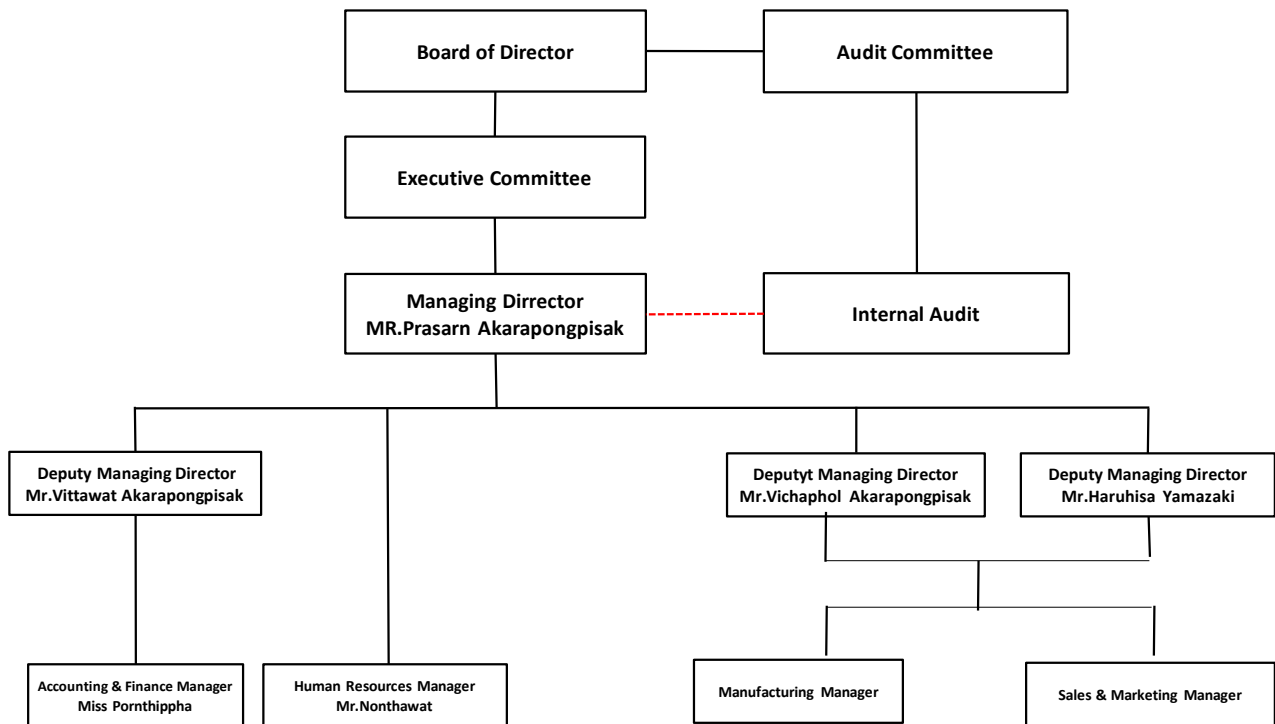 Board of Director
Audit Committee
Executive Committee
Managing Dirrector
MR.Prasarn Akarapongpisak
Internal Audit
Deputy Managing Director
Mr.Vittawat Akarapongpisak
Deputyt Managing Director
Mr.Vichaphol Akarapongpisak
Deputy Managing Director
Mr.Haruhisa Yamazaki
Accounting & Finance Manager
Miss Pornthippha
Human Resources Manager
Mr.Nonthawat
Manufacturing Manager
Sales & Marketing Manager